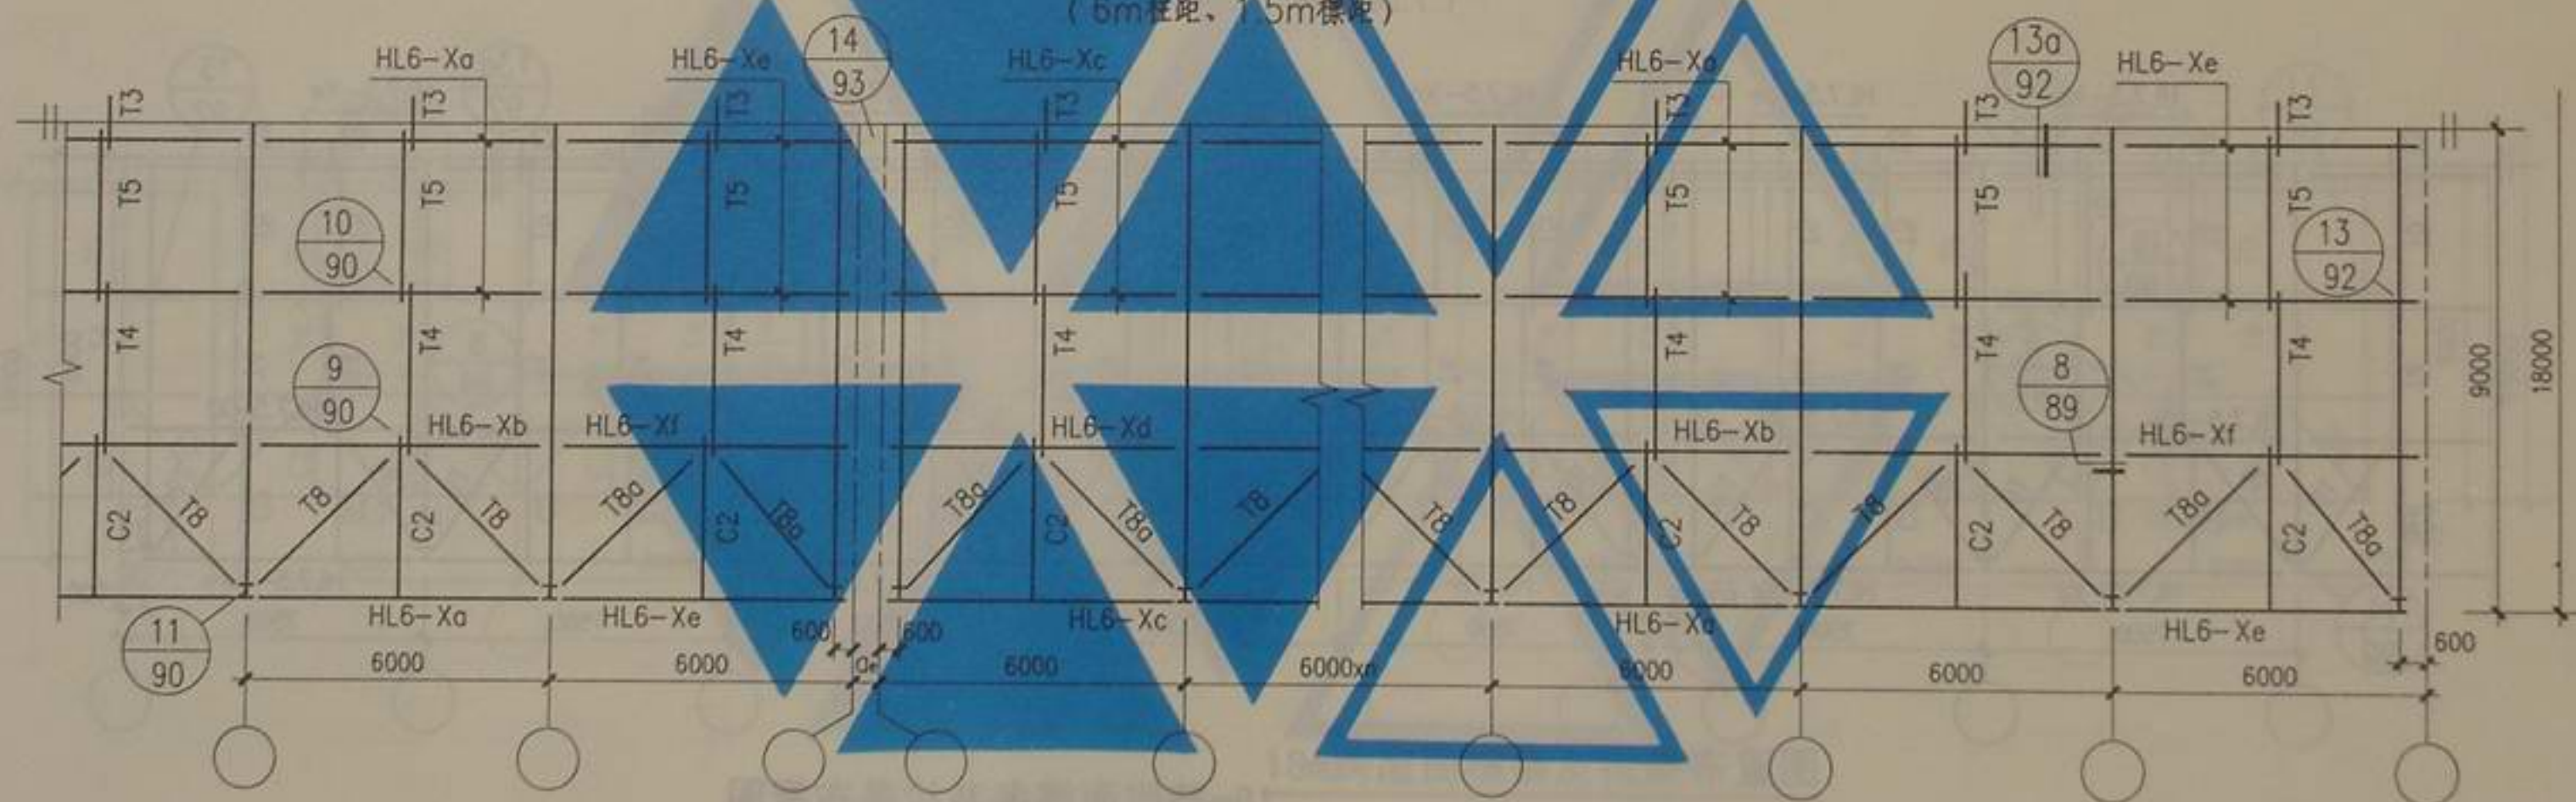 (6m柱距、1.5m檩距)
14
93
13a
92
HL6-Xa HL6-Xe HL6-Xc HL6-Xa HL6-Xe
T3 T3 T3 T3 T3 T3 T3
T5 T5 T5 T5 T5 T5 T5
10
90
13
92
T4 T4 T4 T4 T4 T4 T4
9
90
8
89
HL6-Xb HL6-Xf HL6-Xd HL6-Xb HL6-Xf
T8 T8 T8 T8a T8a T8a T8a T8 T8 T8 T8 T8 T8 T8a T8a
C2 C2 C2 C2 C2 C2 C2
9000
18000
HL6-Xa HL6-Xe HL6-Xc HL6-Xa HL6-Xe
11
90
600 600 600
6000 6000 6000 6000xn 6000 6000 6000